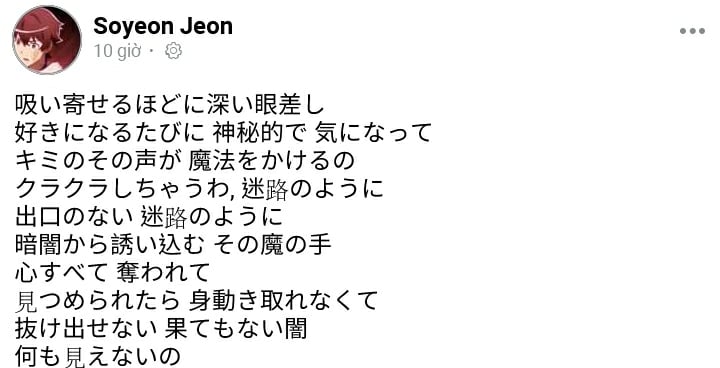 Soyeon Jeon
10 giờ ·
吸い寄せるほどに深い眼差し
好きになるたびに 神秘的で 気になって
キミのその声が 魔法をかけるの
クラクラしちゃうわ, 迷路のように
出口のない 迷路のように
暗闇から誘い込む その魔の手
心すべて 奪われて
見つめられたら 身動き取れなくて
抜け出せない 果てもない闇
何も見えないの